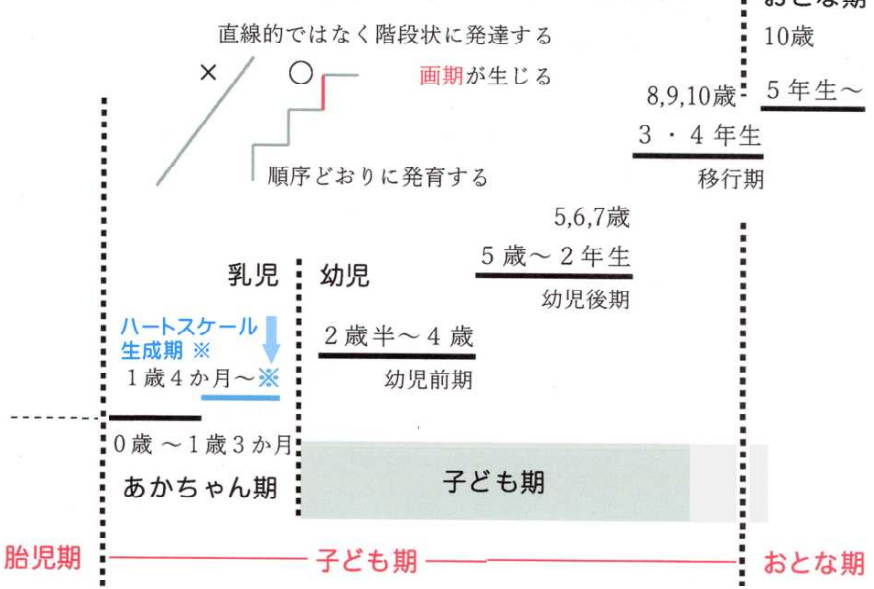 おとな期
直線的ではなく階段状に発達する
10歳
× ○ 画期が生じる
8,9,10歳
5年生～
3・4年生
順序どおりに発育する
移行期
5,6,7歳
5歳～2年生
乳児 幼児
幼児後期
ハートスケール
生成期 ※
2歳半～4歳
1歳4か月～※
幼児前期
0歳～1歳3か月
あかちゃん期
子ども期
胎児期 子ども期 おとな期